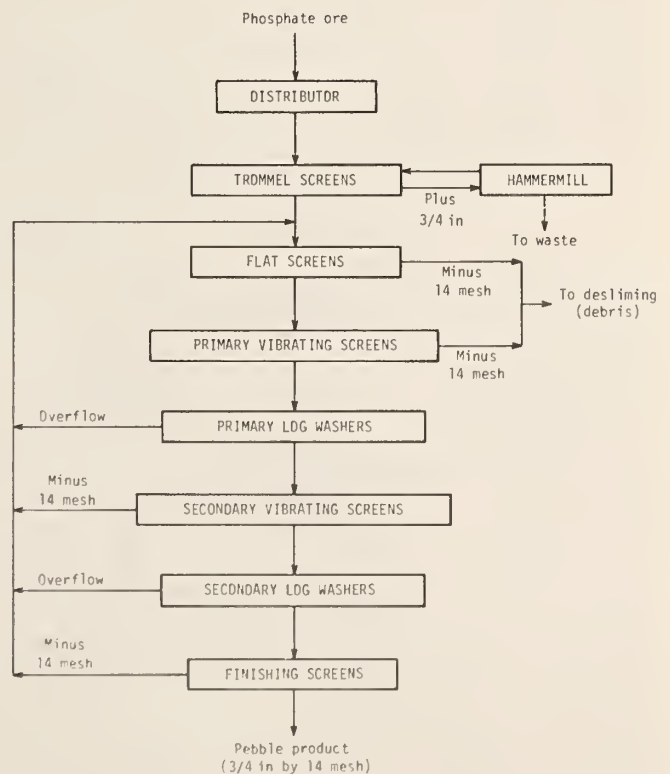 Phosphate ore
DISTRIBUTOR
TROMMEL SCREENS
HAMMERMILL
Plus
3/4 in
To waste
FLAT SCREENS
Minus
14 mesh
To desliming
(debris)
PRIMARY VIBRATING SCREENS
Minus
14 mesh
Overflow
PRIMARY LOG WASHERS
Minus
14 mesh
SECONDARY VIBRATING SCREENS
Overflow
SECONDARY LOG WASHERS
Minus
14 mesh
FINISHING SCREENS
Pebble product
(3/4 in by 14 mesh)